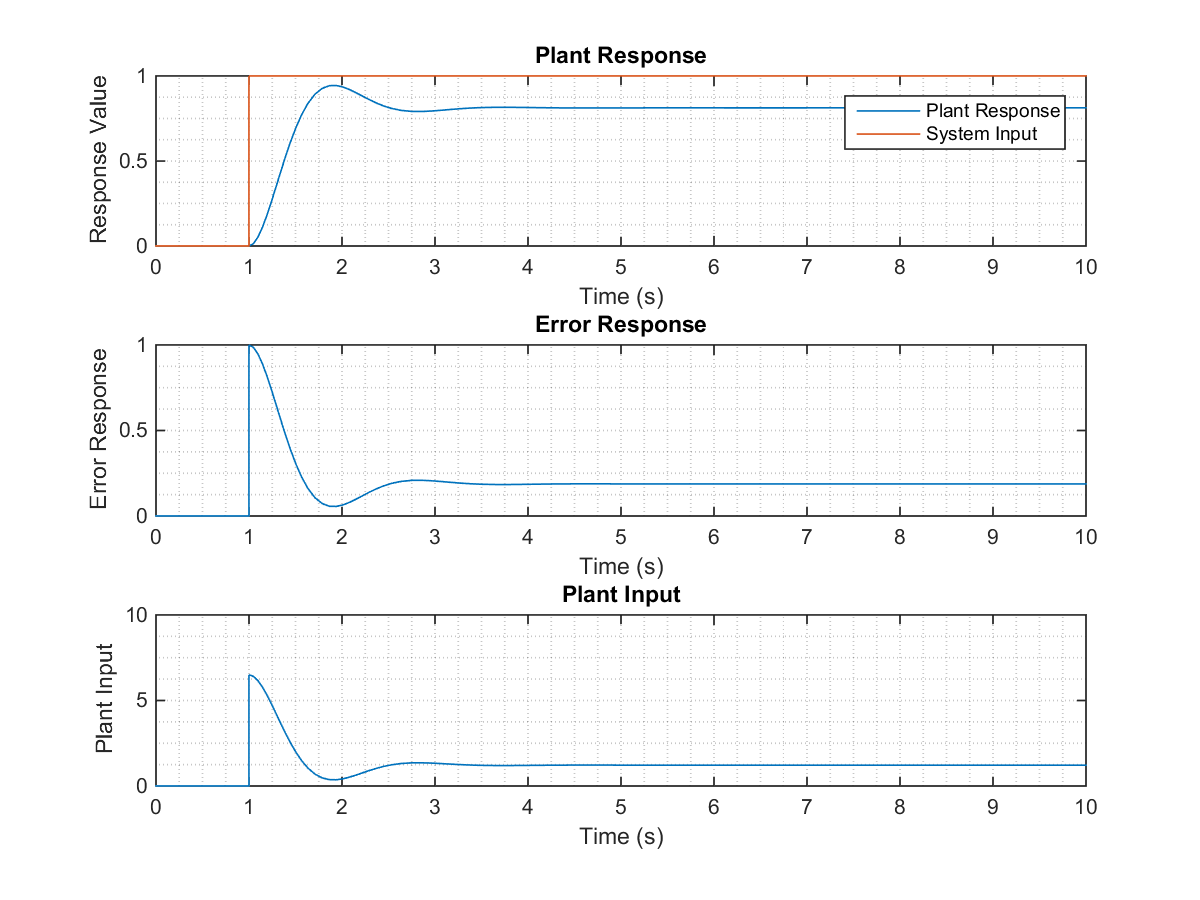 Plant Response
1
0.5
0
Response Value
Plant Response
System Input
0 1 2 3 4 5 6 7 8 9 10
Time (s)
Error Response
1
0.5
0
Error Response
0 1 2 3 4 5 6 7 8 9 10
Time (s)
Plant Input
10
5
0
Plant Input
0 1 2 3 4 5 6 7 8 9 10
Time (s)